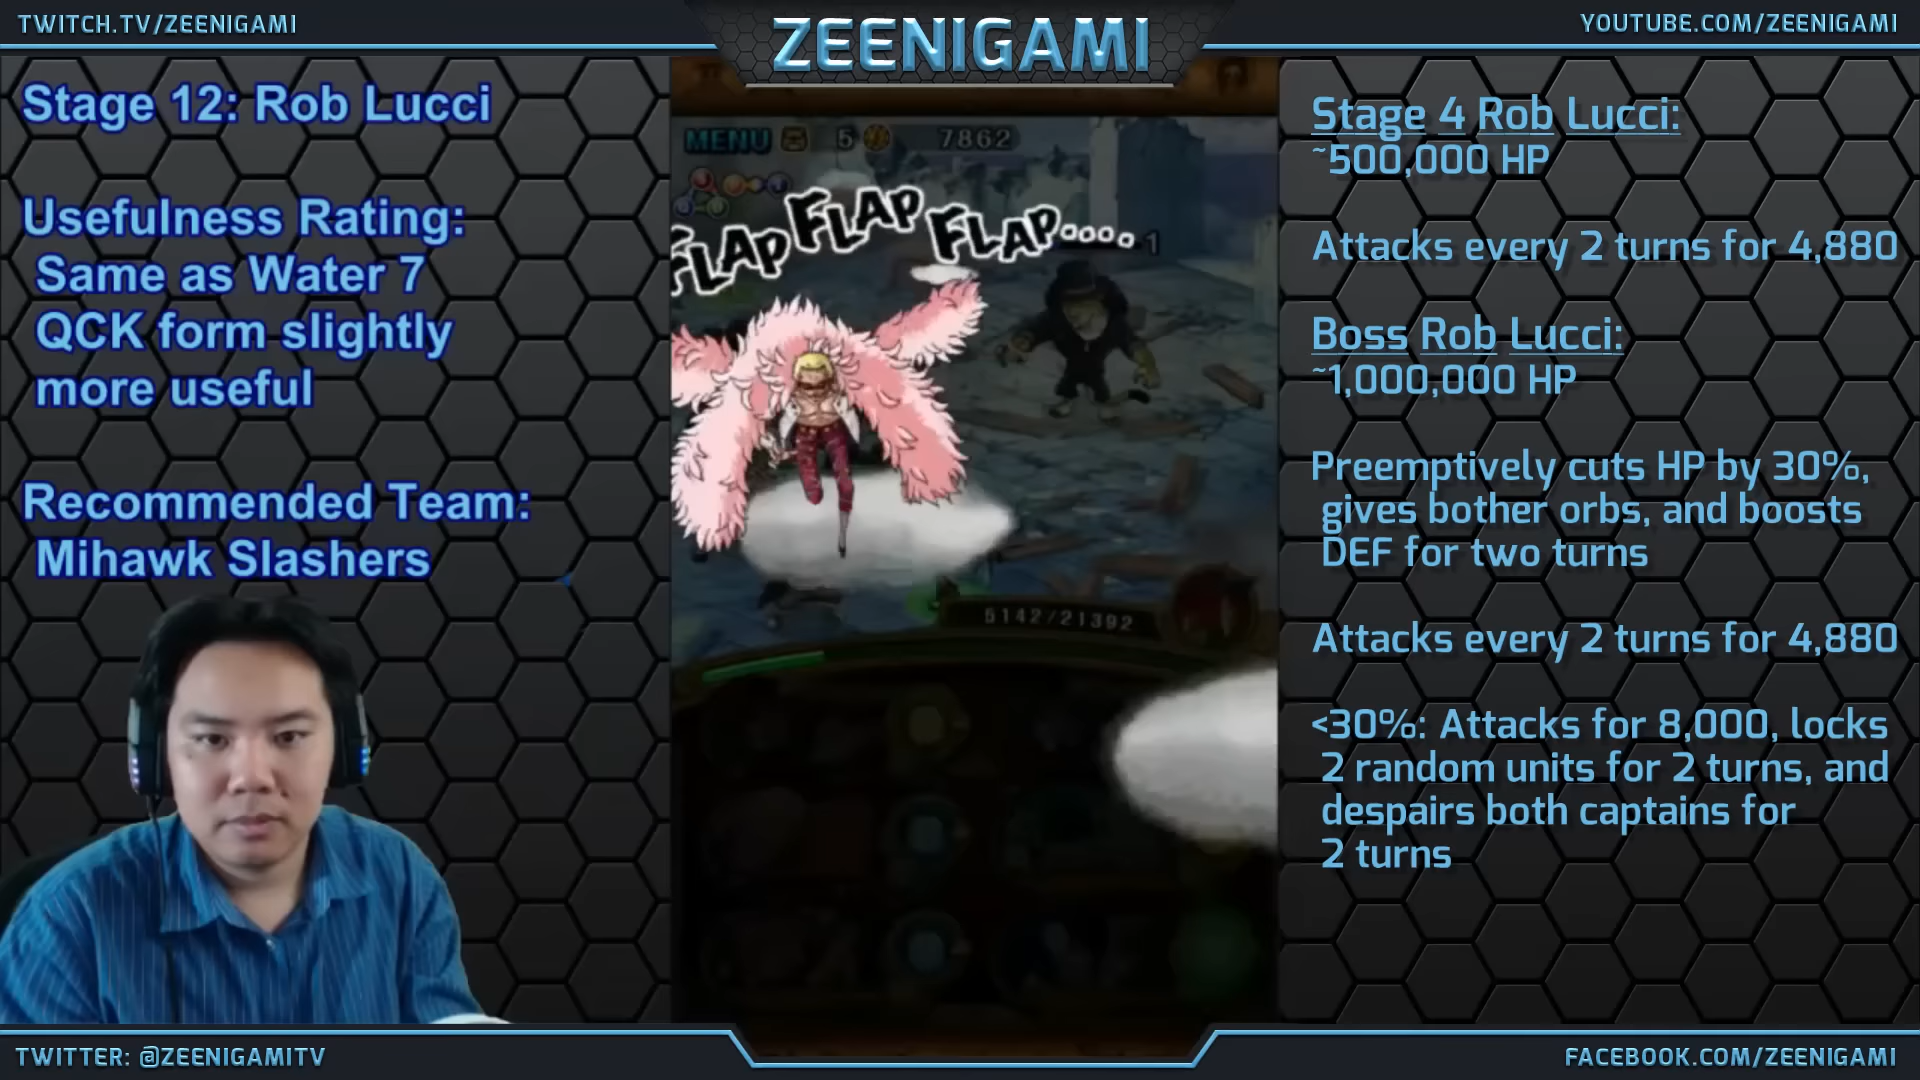 TWITCH.TV/ZEENIGAMI
ZEENIGAMI
YOUTUBE.COM/ZEENIGAMI
Stage 12: Rob Lucci
Usefulness Rating:
Same as Water 7
QCK form slightly
more useful
Recommended Team:
Mihawk Slashers
MENU 5 7862
FLAP FLAP FLAP....
1
5142/21392
Stage 4 Rob Lucci:
~500,000 HP
Attacks every 2 turns for 4,880
Boss Rob Lucci:
~1,000,000 HP
Preemptively cuts HP by 30%,
gives bother orbs, and boosts
DEF for two turns
Attacks every 2 turns for 4,880
<30%: Attacks for 8,000, locks
2 random units for 2 turns, and
despairs both captains for
2 turns
TWITTER: @ZEENIGAMITV
FACEBOOK.COM/ZEENIGAMI